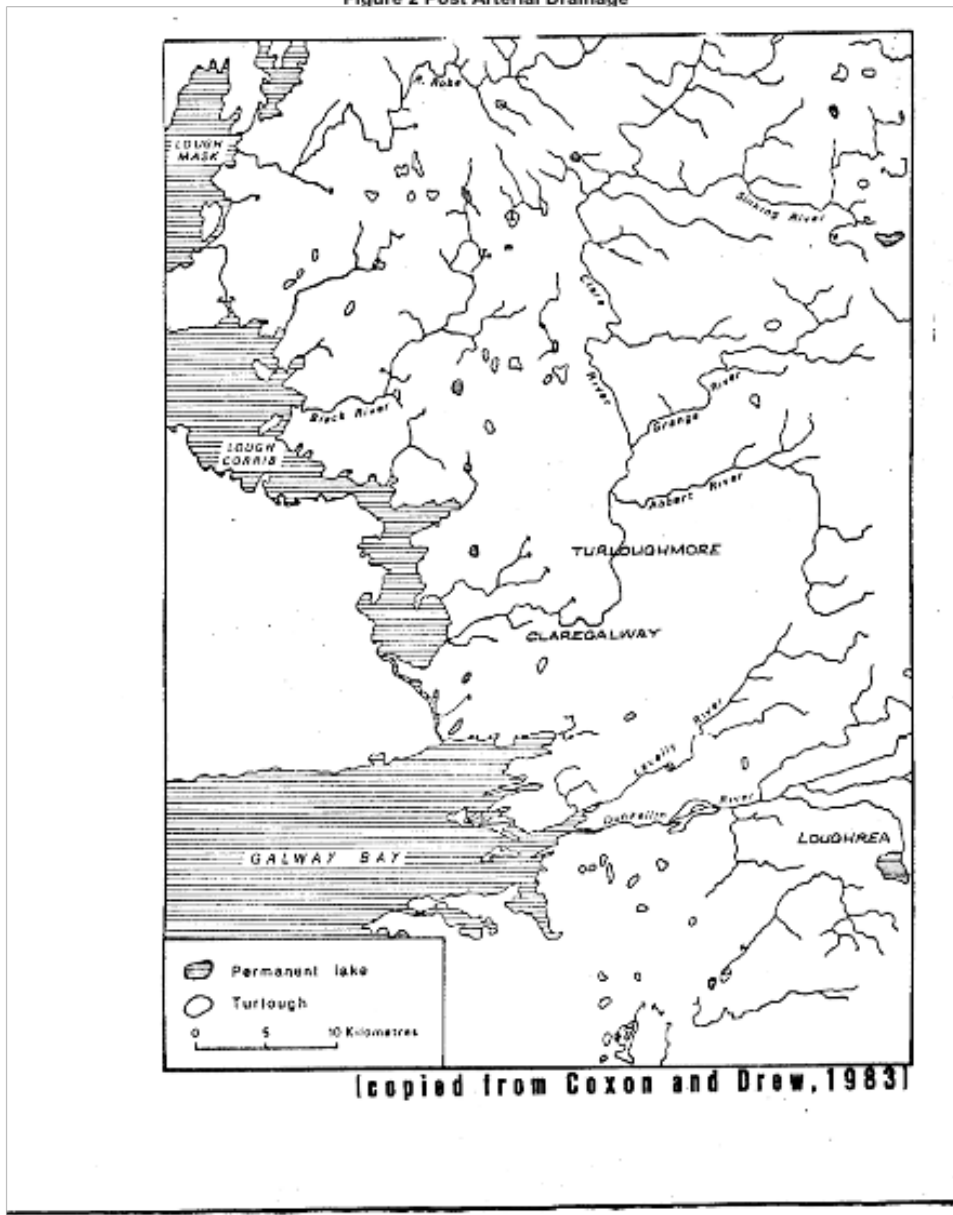 Figure 2 Post Arterial Drainage
R. Robe
LOUGH
MASK
Sinking River
Clare
River
Grange River
Black River
LOUGH
CORRIB
Abbert River
TURLOUGHMORE
CLAREGALWAY
Lavally River
Dunkellin River
LOUGHREA
GALWAY BAY
Permanent lake
Turlough
0 5 10 Kilometres
(copied from Coxon and Drew, 1983)